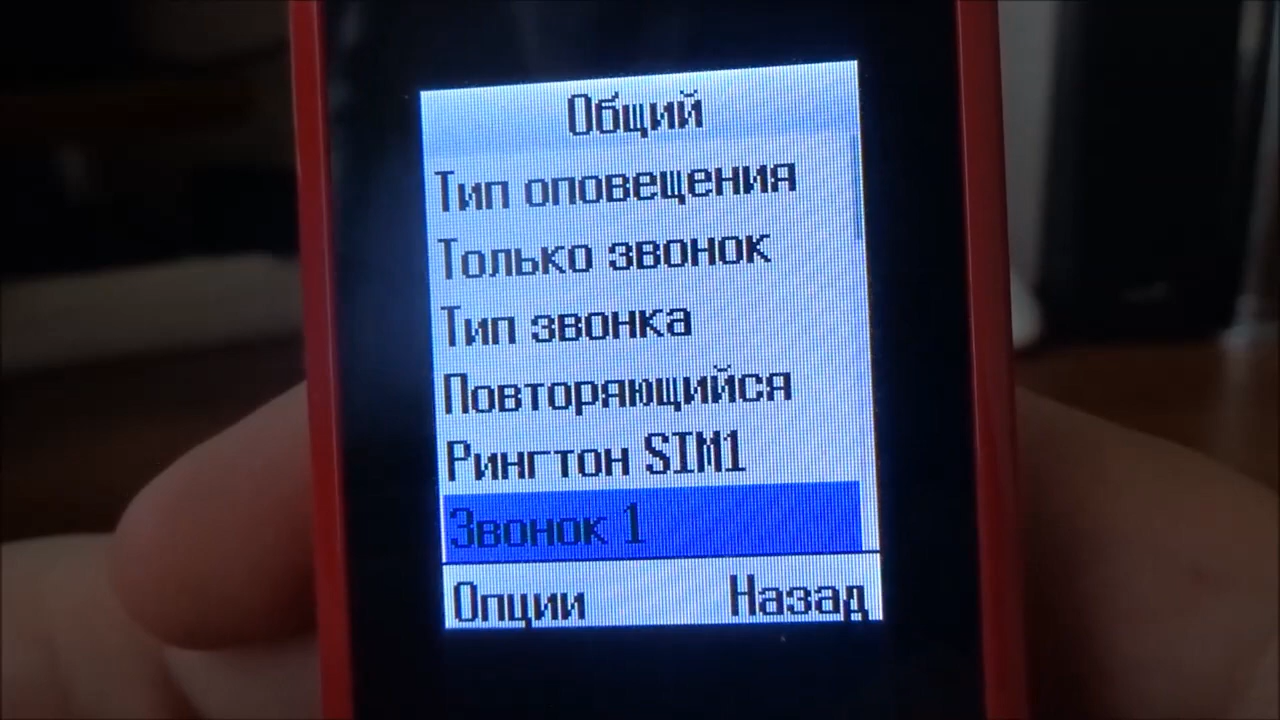 Общий
Тип оповещения
Только звонок
Тип звонка
Повторяющийся
Рингтон SIM1
Звонок 1
Опции Назад